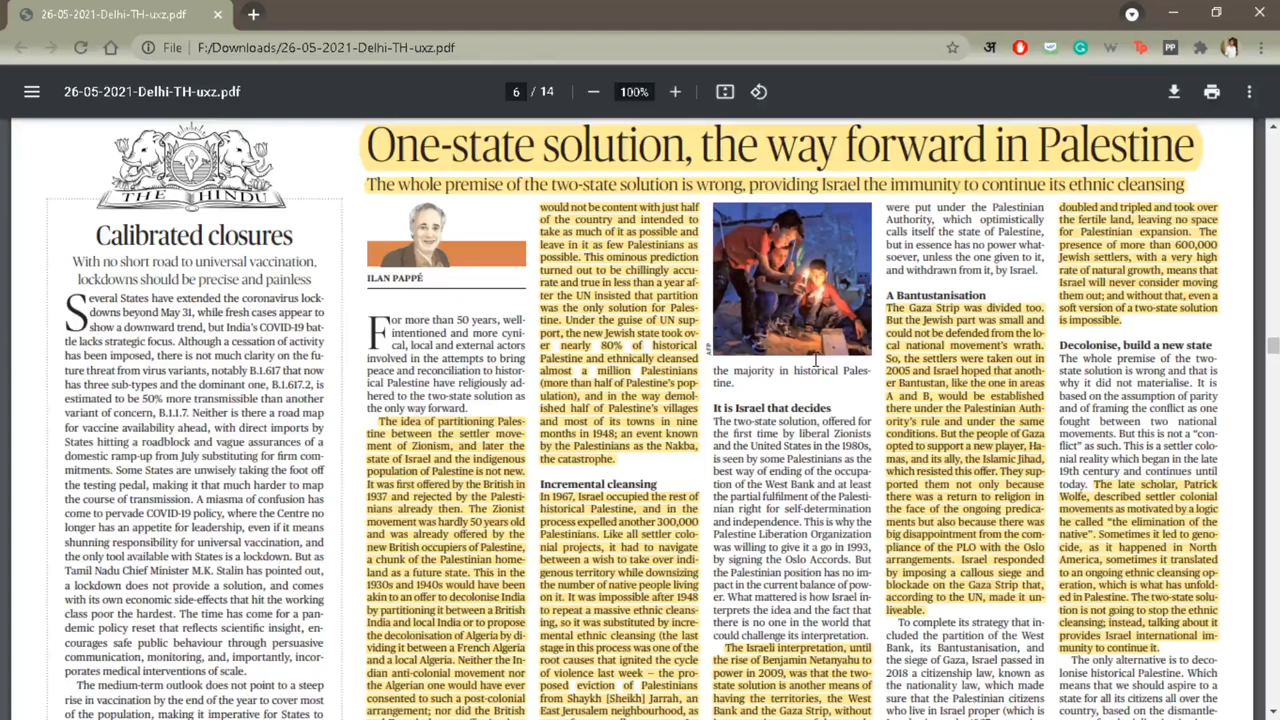 26-05-2021-Delhi-TH-uxz.pdf
File
F:/Downloads/26-05-2021-Delhi-TH-uxz.pdf
26-05-2021-Delhi-TH-uxz.pdf
6 / 14
100%
THE HINDU
Calibrated closures
With no short road to universal vaccination,
lockdowns should be precise and painless
Several States have extended the coronavirus lock-
downs beyond May 31, while fresh cases appear to
show a downward trend, but India's COVID-19 bat-
tle lacks strategic focus. Although a cessation of activity
has been imposed, there is not much clarity on the fu-
ture threat from virus variants, notably B.1.617 that now
has three sub-types and the dominant one, B.1.617.2, is
estimated to be 50% more transmissible than another
variant of concern, B.1.1.7. Neither is there a road map
for vaccine availability ahead, with direct imports by
States hitting a roadblock and vague assurances of a
domestic ramp-up from July substituting for firm com-
mitments. Some States are unwisely taking the foot off
the testing pedal, making it that much harder to map
the course of transmission. A miasma of confusion has
come to pervade COVID-19 policy, where the Centre no
longer has an appetite for leadership, even if it means
shunning responsibility for universal vaccination, and
the only tool available with States is a lockdown. But as
Tamil Nadu Chief Minister M.K. Stalin has pointed out,
a lockdown does not provide a solution, and comes
with its own economic side-effects that hit the working
class poor the hardest. The time has come for a pan-
demic policy reset that reflects scientific insight, en-
courages safe public behaviour through persuasive
communication, monitoring, and, importantly, incor-
porates medical interventions of scale.
The medium-term outlook does not point to a steep
rise in vaccination by the end of the year to cover most
of the population, making it imperative for States to
One-state solution, the way forward in Palestine
The whole premise of the two-state solution is wrong, providing Israel the immunity to continue its ethnic cleansing
ILAN PAPPÉ
For more than 50 years, well-
intentioned and more cyni-
cal, local and external actors
involved in the attempts to bring
peace and reconciliation to histor-
ical Palestine have religiously ad-
hered to the two-state solution as
the only way forward.
The idea of partitioning Pales-
tine between the settler move-
ment of Zionism, and later the
state of Israel and the indigenous
population of Palestine is not new.
It was first offered by the British in
1937 and rejected by the Palesti-
nians already then. The Zionist
movement was hardly 50 years old
and was already offered by the
new British occupiers of Palestine,
a chunk of the Palestinian home-
land as a future state. This in the
1930s and 1940s would have been
akin to an offer to decolonise India
by partitioning it between a British
India and local India or to propose
the decolonisation of Algeria by di-
viding it between a French Algeria
and a local Algeria. Neither the In-
dian anti-colonial movement nor
the Algerian one would have ever
consented to such a post-colonial
arrangement; nor did the British
would not be content with just half
of the country and intended to
take as much of it as possible and
leave in it as few Palestinians as
possible. This ominous prediction
turned out to be chillingly accu-
rate and true in less than a year af-
ter the UN insisted that partition
was the only solution for Pales-
tine. Under the guise of UN sup-
port, the new Jewish state took ov-
er nearly 80% of historical
Palestine and ethnically cleansed
almost a million Palestinians
(more than half of Palestine's pop-
ulation), and in the way demol-
ished half of Palestine's villages
and most of its towns in nine
months in 1948; an event known
by the Palestinians as the Nakba,
the catastrophe.
Incremental cleansing
In 1967, Israel occupied the rest of
historical Palestine, and in the
process expelled another 300,000
Palestinians. Like all settler colo-
nial projects, it had to navigate
between a wish to take over indi-
genous territory while downsizing
the number of native people living
on it. It was impossible after 1948
to repeat a massive ethnic cleans-
ing, so it was substituted by incre-
mental ethnic cleansing (the last
stage in this process was one of the
root causes that ignited the cycle
of violence last week – the pro-
posed eviction of Palestinians
from Shaykh [Sheikh] Jarrah, an
East Jerusalem neighbourhood, as
AFP
the majority in historical Pales-
tine.
It is Israel that decides
The two-state solution, offered for
the first time by liberal Zionists
and the United States in the 1980s,
is seen by some Palestinians as the
best way of ending of the occupa-
tion of the West Bank and at least
the partial fulfilment of the Palesti-
nian right for self-determination
and independence. This is why the
Palestine Liberation Organization
was willing to give it a go in 1993,
by signing the Oslo Accords. But
the Palestinian position has no im-
pact in the current balance of pow-
er. What mattered is how Israel in-
terprets the idea and the fact that
there is no one in the world that
could challenge its interpretation.
The Israeli interpretation, until
the rise of Benjamin Netanyahu to
power in 2009, was that the two-
state solution is another means of
having the territories, the West
Bank and the Gaza Strip, without
were put under the Palestinian
Authority, which optimistically
calls itself the state of Palestine,
but in essence has no power what-
soever, unless the one given to it,
and withdrawn from it, by Israel.
A Bantustanisation
The Gaza Strip was divided too.
But the Jewish part was small and
could not be defended from the lo-
cal national movement's wrath.
So, the settlers were taken out in
2005 and Israel hoped that anoth-
er Bantustan, like the one in areas
A and B, would be established
there under the Palestinian Auth-
ority's rule and under the same
conditions. But the people of Gaza
opted to support a new player, Ha-
mas, and its ally, the Islamic Jihad,
which resisted this offer. They sup-
ported them not only because
there was a return to religion in
the face of the ongoing predica-
ments but also because there was
big disappointment from the com-
pliance of the PLO with the Oslo
arrangements. Israel responded
by imposing a callous siege and
blockade on the Gaza Strip that,
according to the UN, made it un-
liveable.
To complete its strategy that in-
cluded the partition of the West
Bank, its Bantustanisation, and
the siege of Gaza, Israel passed in
2018 a citizenship law, known as
the nationality law, which made
sure that the Palestinian citizens
who live in Israel proper (which is
doubled and tripled and took over
the fertile land, leaving no space
for Palestinian expansion. The
presence of more than 600,000
Jewish settlers, with a very high
rate of natural growth, means that
Israel will never consider moving
them out; and without that, even a
soft version of a two-state solution
is impossible.
Decolonise, build a new state
The whole premise of the two-
state solution is wrong and that is
why it did not materialise. It is
based on the assumption of parity
and of framing the conflict as one
fought between two national
movements. But this is not a "con-
flict" as such. This is a settler colo-
nial reality which began in the late
19th century and continues until
today. The late scholar, Patrick
Wolfe, described settler colonial
movements as motivated by a logic
he called "the elimination of the
native". Sometimes it led to geno-
cide, as it happened in North
America, sometimes it translated
to an ongoing ethnic cleansing op-
eration, which is what has unfold-
ed in Palestine. The two-state solu-
tion is not going to stop the ethnic
cleansing; instead, talking about it
provides Israel international im-
munity to continue it.
The only alternative is to deco-
lonise historical Palestine. Which
means that we should aspire to a
state for all its citizens all over the
country, based on the dismantle-